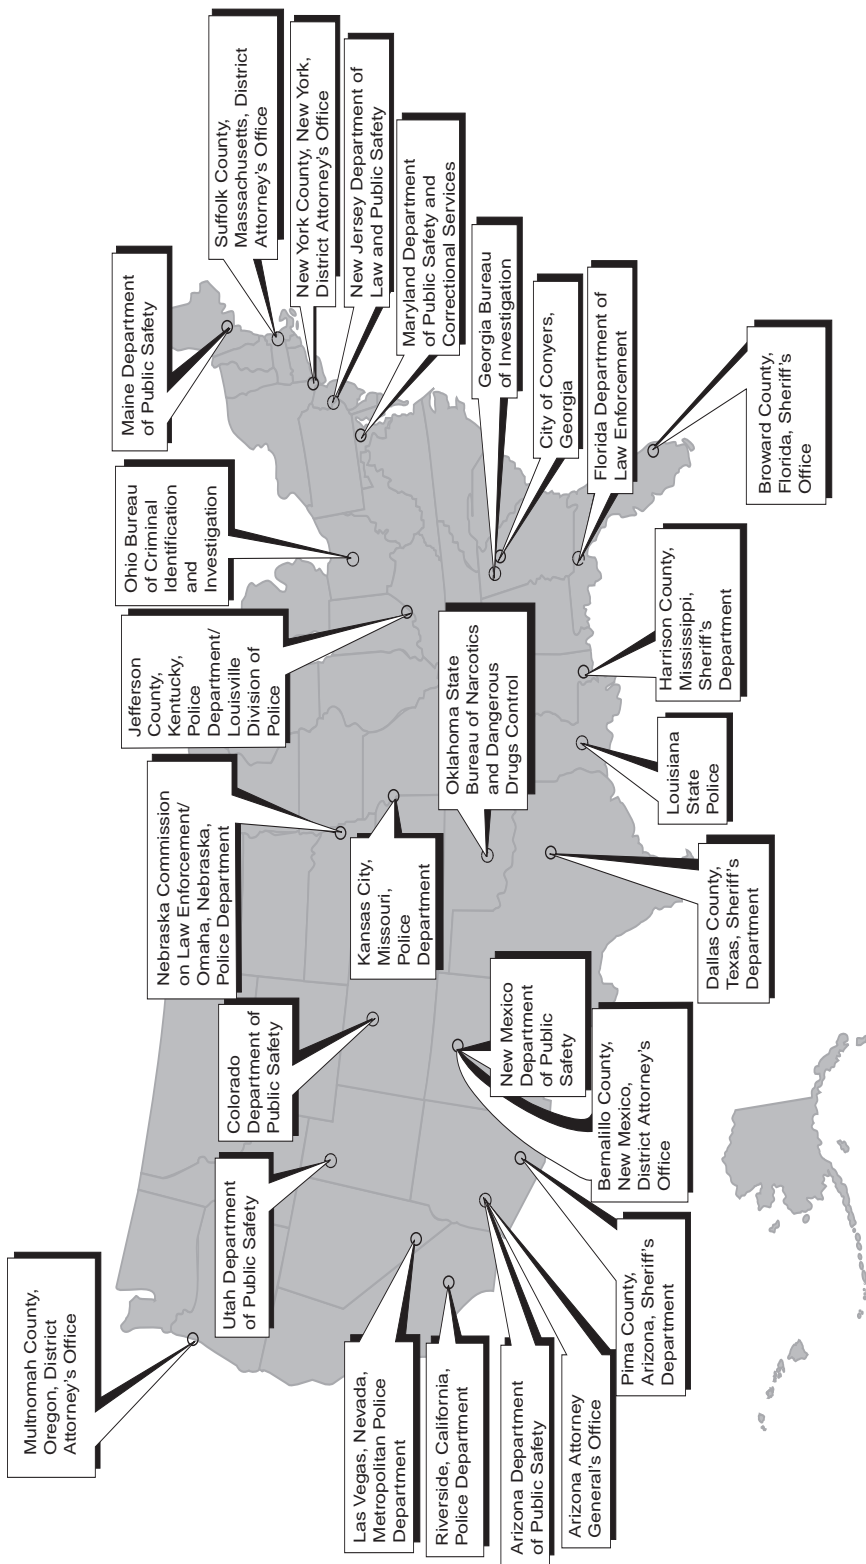 Multnomah County,
Oregon, District
Attorney's Office
Utah Department
of Public Safety
Colorado
Department of
Public Safety
Nebraska Commission
on Law Enforcement/
Omaha, Nebraska,
Police Department
Jefferson
County,
Kentucky,
Police
Department/
Louisville
Division of
Police
Ohio Bureau
of Criminal
Identification
and
Investigation
Maine Department
of Public Safety
Suffolk County,
Massachusetts, District
Attorney's Office
New York County, New York,
District Attorney's Office
New Jersey Department of
Law and Public Safety
Maryland Department
of Public Safety and
Correctional Services
Georgia Bureau
of Investigation
City of Conyers,
Georgia
Florida Department of
Law Enforcement
Broward County,
Florida, Sheriff's
Office
Harrison County,
Mississippi,
Sheriff's
Department
Louisiana
State
Police
Oklahoma State
Bureau of Narcotics
and Dangerous
Drugs Control
Kansas City,
Missouri,
Police
Department
Dallas County,
Texas, Sheriff's
Department
New Mexico
Department
of Public
Safety
Bernalillo County,
New Mexico,
District Attorney's
Office
Pima County,
Arizona, Sheriff's
Department
Las Vegas, Nevada,
Metropolitan Police
Department
Riverside, California,
Police Department
Arizona Department
of Public Safety
Arizona Attorney
General's Office